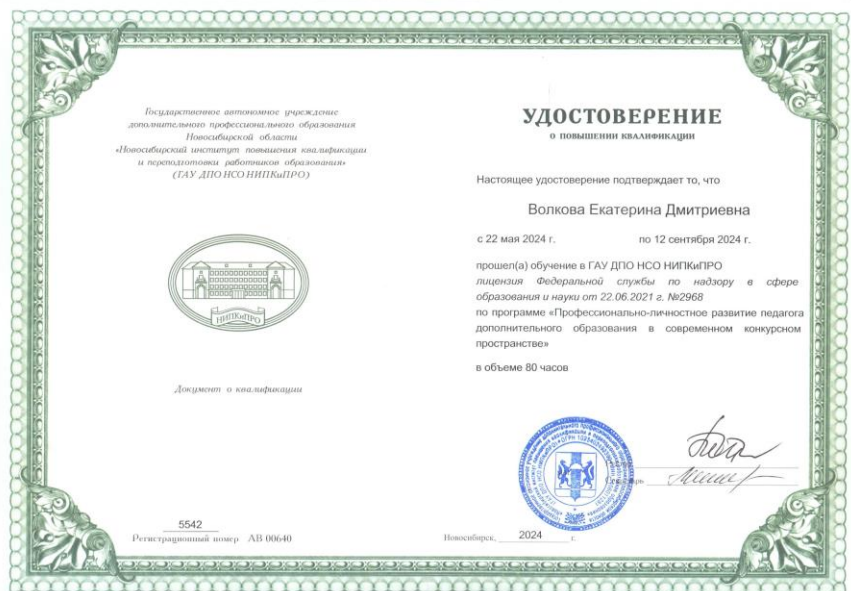 Государственное автономное учреждение
дополнительного профессионального образования
Новосибирской области
«Новосибирский институт повышения квалификации
и переподготовки работников образования»
(ГАУ ДПО НСО НИПКиПРО)
НИПКиПРО
Документ о квалификации
5542
Регистрационный номер АВ 00640
УДОСТОВЕРЕНИЕ
О ПОВЫШЕНИИ КВАЛИФИКАЦИИ
Настоящее удостоверение подтверждает то, что
Волкова Екатерина Дмитриевна
с 22 мая 2024 г. по 12 сентября 2024 г.
прошел(а) обучение в ГАУ ДПО НСО НИПКиПРО
лицензия Федеральной службы по надзору в сфере
образования и науки от 22.06.2021 г. №2968
по программе «Профессионально-личностное развитие педагога
дополнительного образования в современном конкурсном
пространстве»
в объеме 80 часов
Секретарь
Новосибирск, 2024 г.